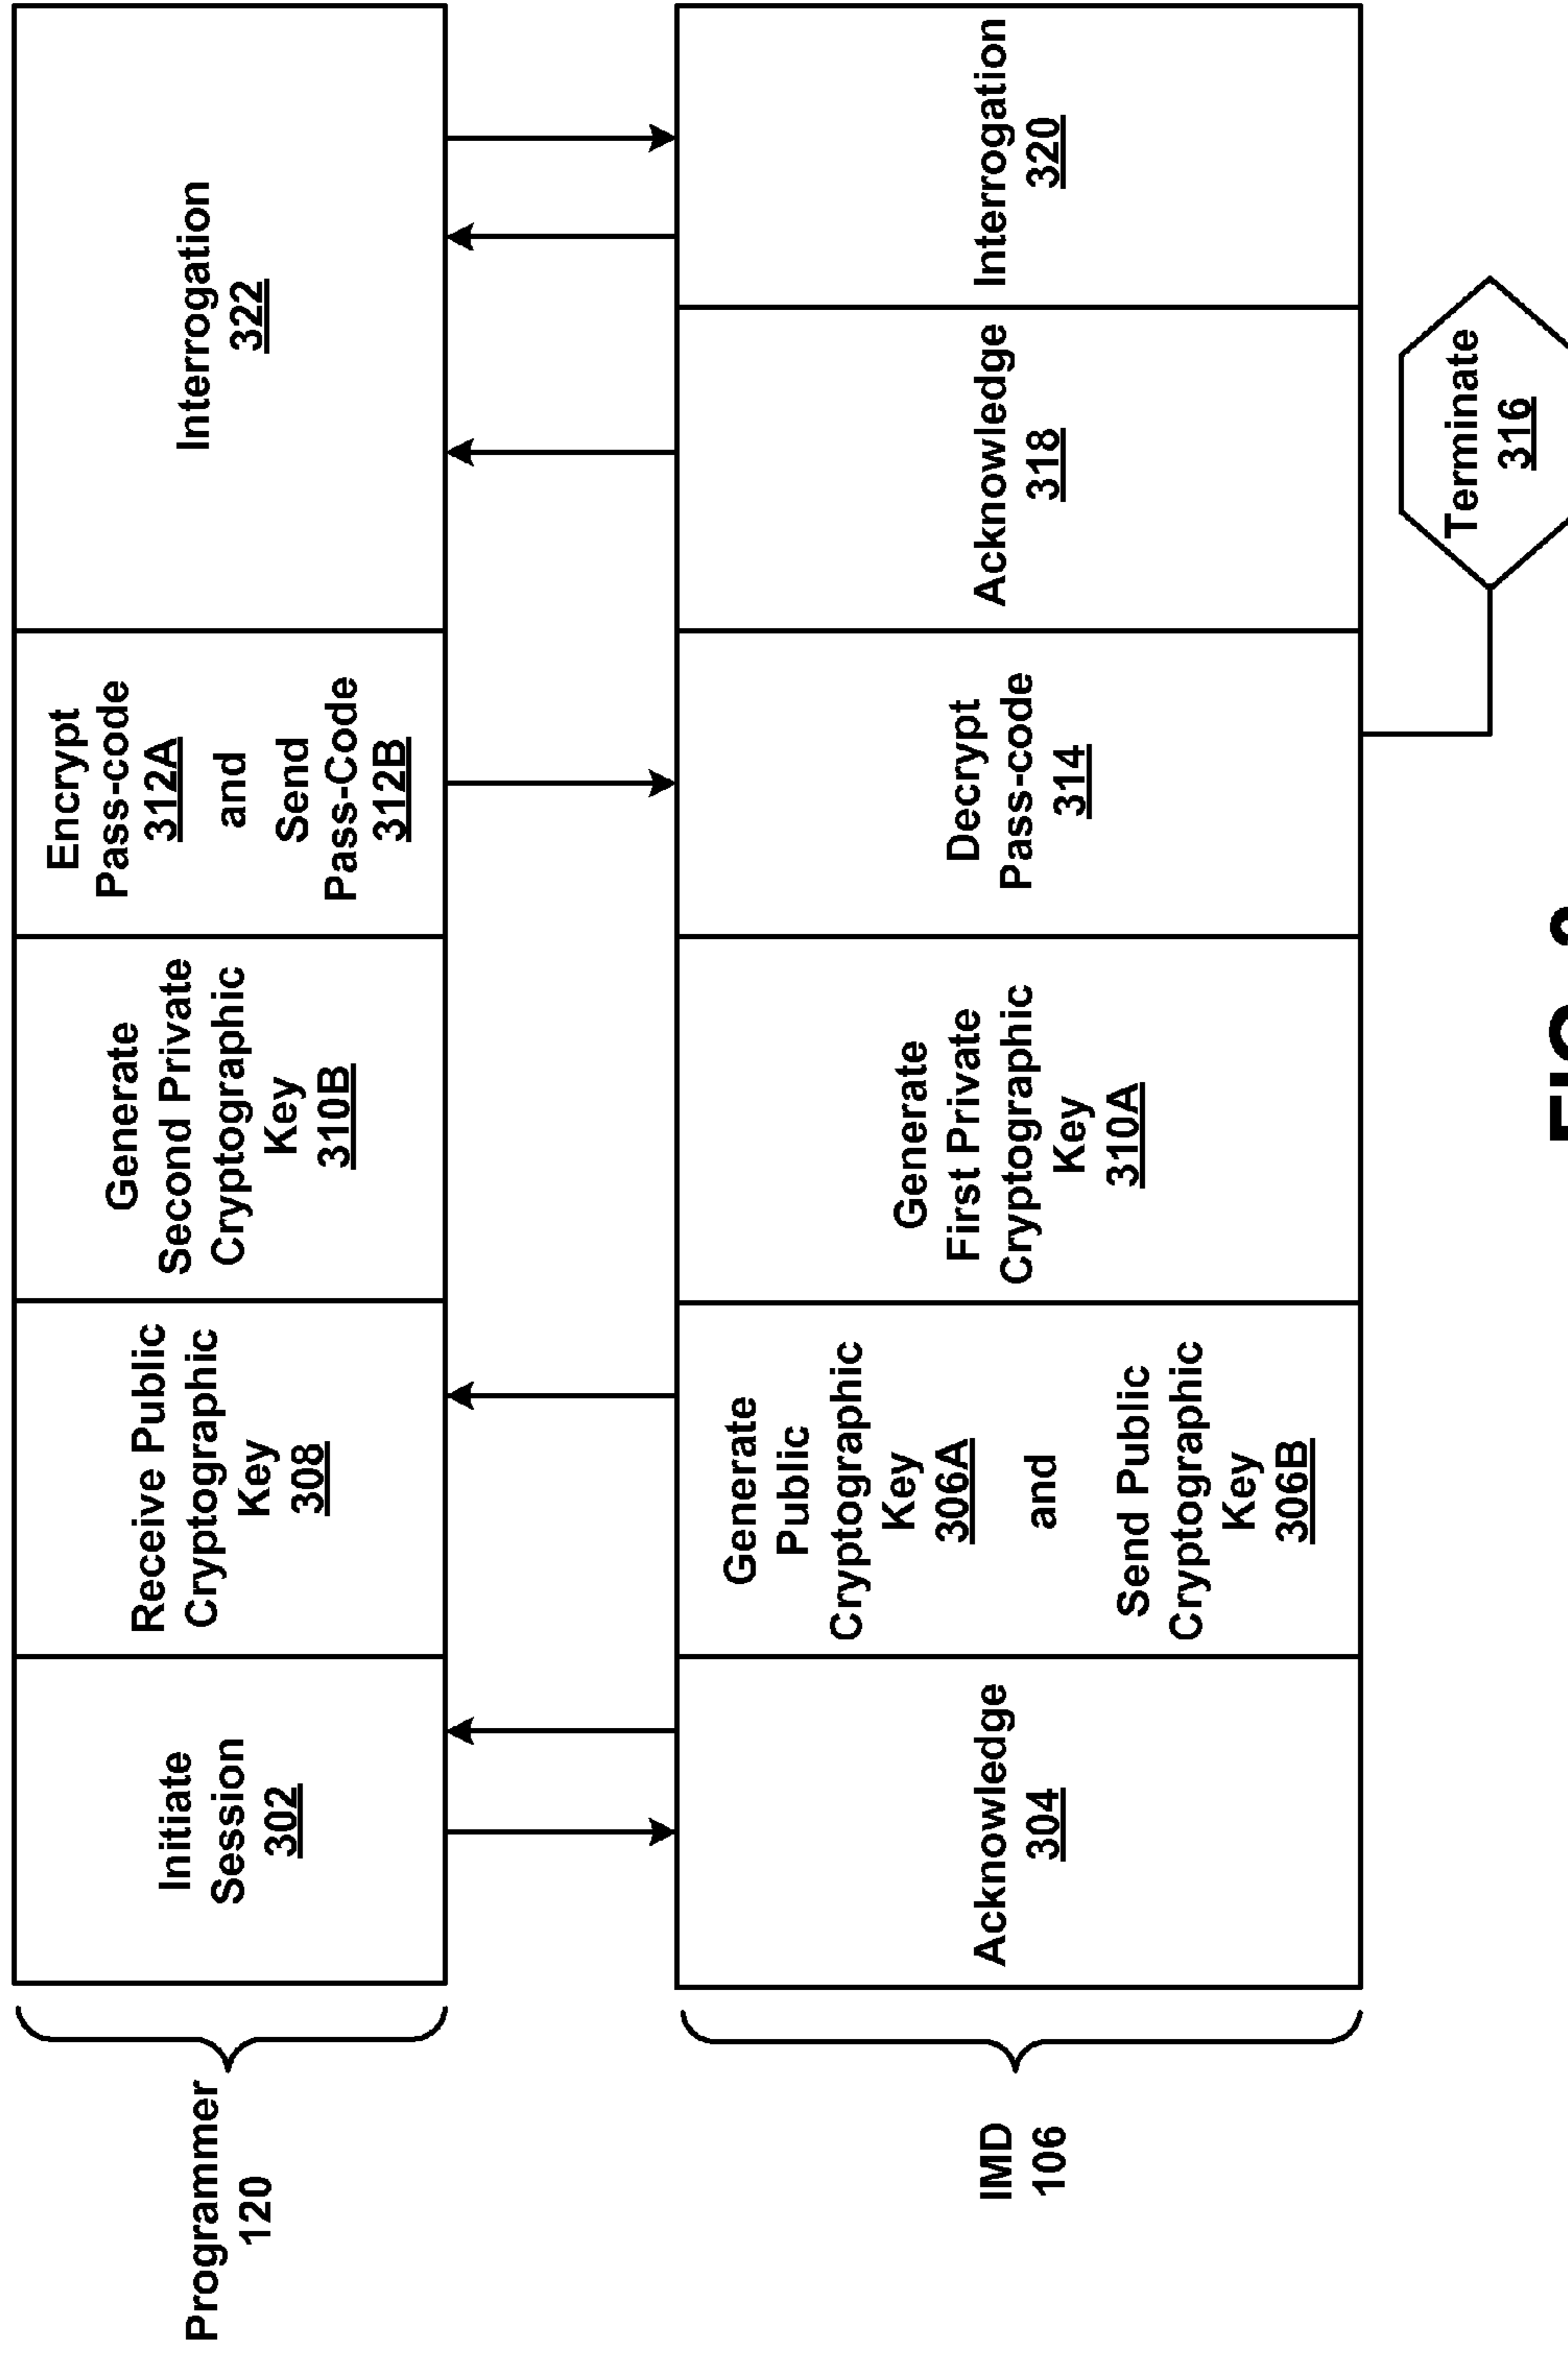 Programmer
120
Initiate
Session
302
Receive Public
Cryptographic
Key
308
Generate
Second Private
Cryptographic
Key
310B
Encrypt
Pass-code
312A
and
Send
Pass-Code
312B
Interrogation
322
IMD
106
Acknowledge
304
Generate
Public
Cryptographic
Key
306A
and
Send Public
Cryptographic
Key
306B
Generate
First Private
Cryptographic
Key
310A
Decrypt
Pass-code
314
Acknowledge
318
Interrogation
320
Terminate
316